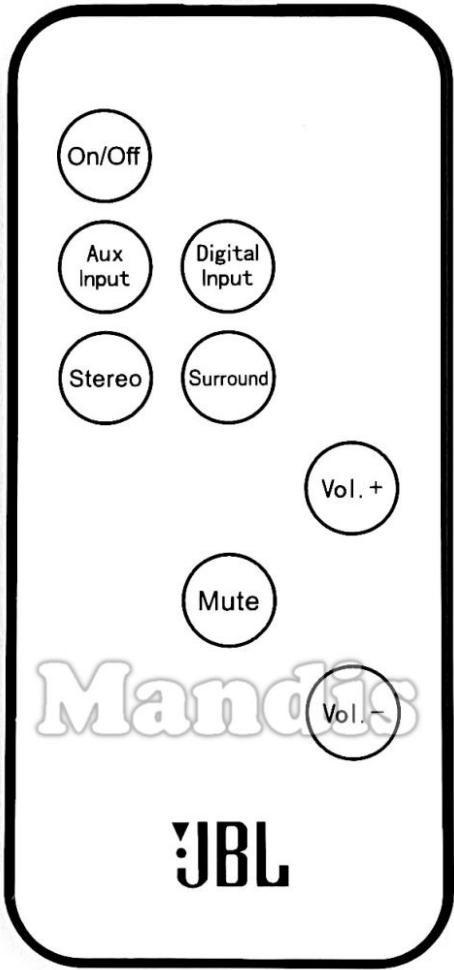 On/Off
Aux
Input
Digital
Input
Stereo
Surround
Vol.+
Mute
Mandis
Vol.-
JBL